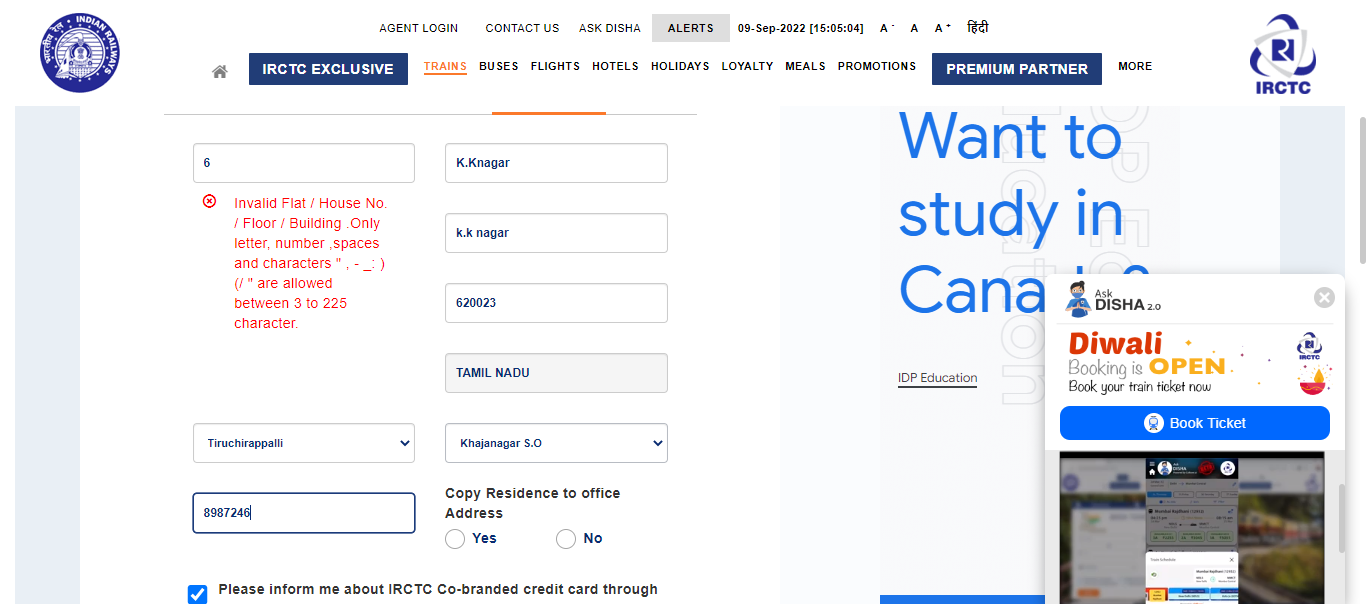 AGENT LOGIN CONTACT US ASK DISHA ALERTS 09-Sep-2022 [15:05:04] A - A A + हिंदी
INDIAN RAILWAYS
भारतीय रेल
IRCTC EXCLUSIVE TRAINS BUSES FLIGHTS HOTELS HOLIDAYS LOYALTY MEALS PROMOTIONS PREMIUM PARTNER MORE
IRCTC
6
K.Knagar
Invalid Flat / House No.
/ Floor / Building .Only
letter, number ,spaces
and characters " , - _: )
(/ " are allowed
between 3 to 225
character.
k.k nagar
620023
TAMIL NADU
Tiruchirappalli
Khajanagar S.O
8987246
Copy Residence to office
Address
Yes No
Please inform me about IRCTC Co-branded credit card through
Want to
study in
IDP Education
Ask
DISHA 2.0
Diwali
Booking is OPEN
Book your train ticket now
IRCTC
Book Ticket